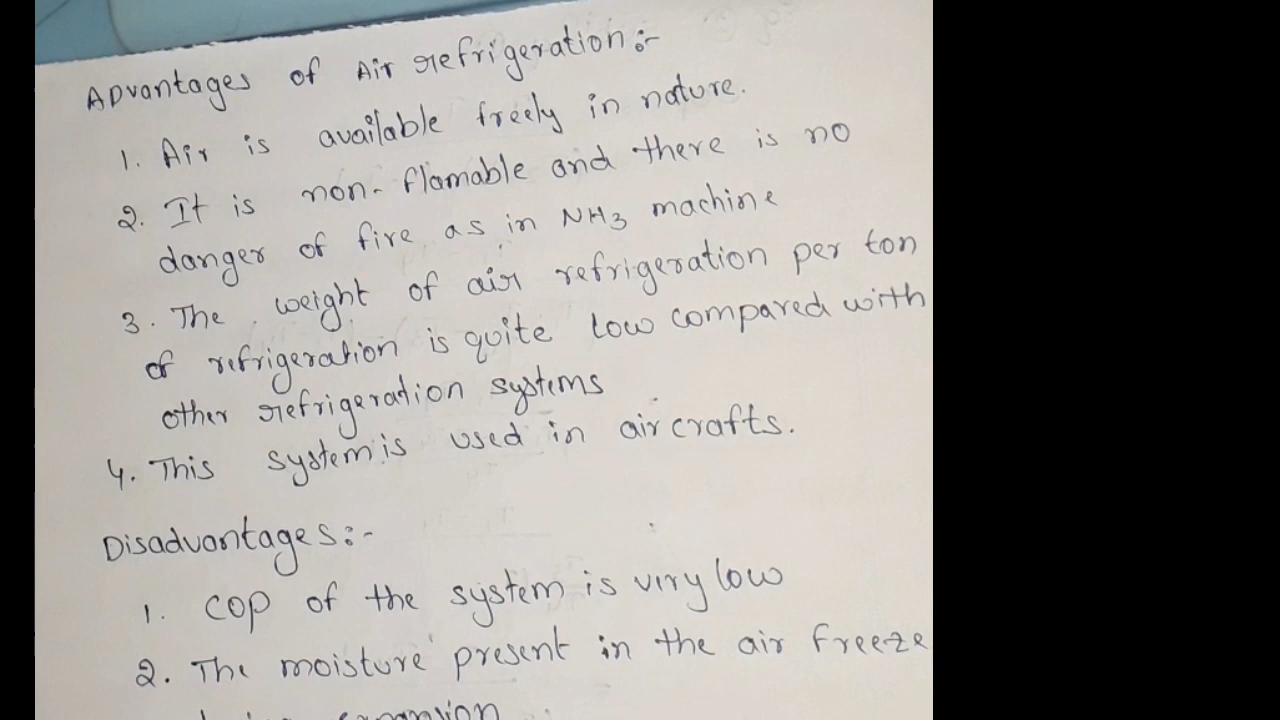 Advantages of Air refrigeration:-
1. Air is available freely in nature.
2. It is non-flamable and there is no
danger of fire as in NH3 machine
3. The weight of air refrigeration per ton
of refrigeration is quite low compared with
other refrigeration systems
4. This system is used in aircrafts.
Disadvantages:-
1. COP of the system is very low
2. The moisture present in the air freeze
expansion